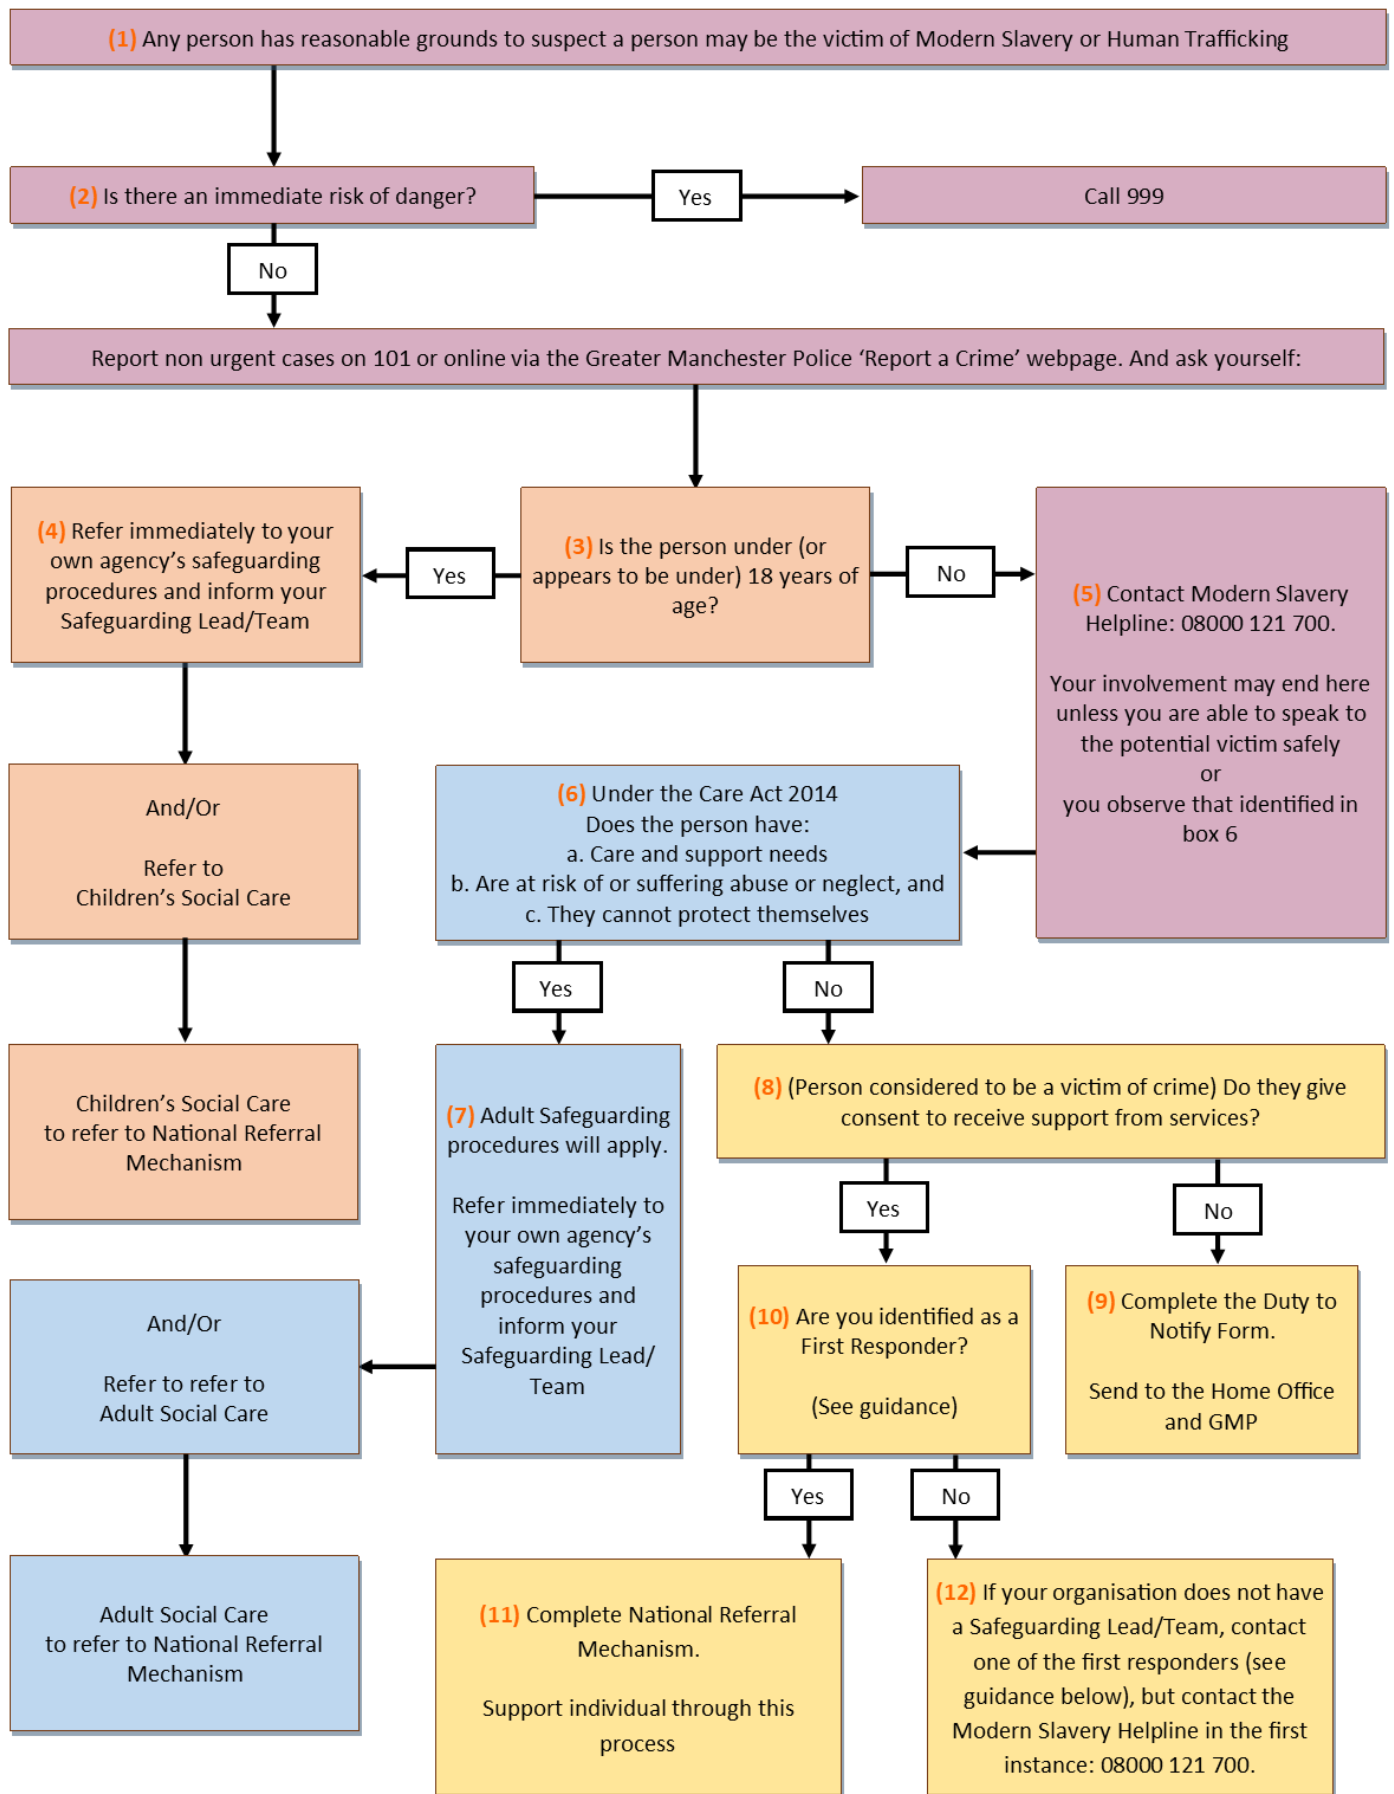 (1) Any person has reasonable grounds to suspect a person may be the victim of Modern Slavery or Human Trafficking
(2) Is there an immediate risk of danger?
Yes
Call 999
No
Report non urgent cases on 101 or online via the Greater Manchester Police ‘Report a Crime’ webpage. And ask yourself:
(4) Refer immediately to your
own agency’s safeguarding
procedures and inform your
Safeguarding Lead/Team
Yes
(3) Is the person under (or
appears to be under) 18 years of
age?
No
(5) Contact Modern Slavery
Helpline: 08000 121 700.
Your involvement may end here
unless you are able to speak to
the potential victim safely
or
you observe that identified in
box 6
And/Or
Refer to
Children’s Social Care
(6) Under the Care Act 2014
Does the person have:
a. Care and support needs
b. Are at risk of or suffering abuse or neglect, and
c. They cannot protect themselves
Yes
No
Children’s Social Care
to refer to National Referral
Mechanism
(7) Adult Safeguarding
procedures will apply.
Refer immediately to
your own agency’s
safeguarding
procedures and
inform your
Safeguarding Lead/
Team
(8) (Person considered to be a victim of crime) Do they give
consent to receive support from services?
Yes
No
And/Or
Refer to refer to
Adult Social Care
(10) Are you identified as a
First Responder?
(See guidance)
(9) Complete the Duty to
Notify Form.
Send to the Home Office
and GMP
Yes
No
Adult Social Care
to refer to National Referral
Mechanism
(11) Complete National Referral
Mechanism.
Support individual through this
process
(12) If your organisation does not have
a Safeguarding Lead/Team, contact
one of the first responders (see
guidance below), but contact the
Modern Slavery Helpline in the first
instance: 08000 121 700.